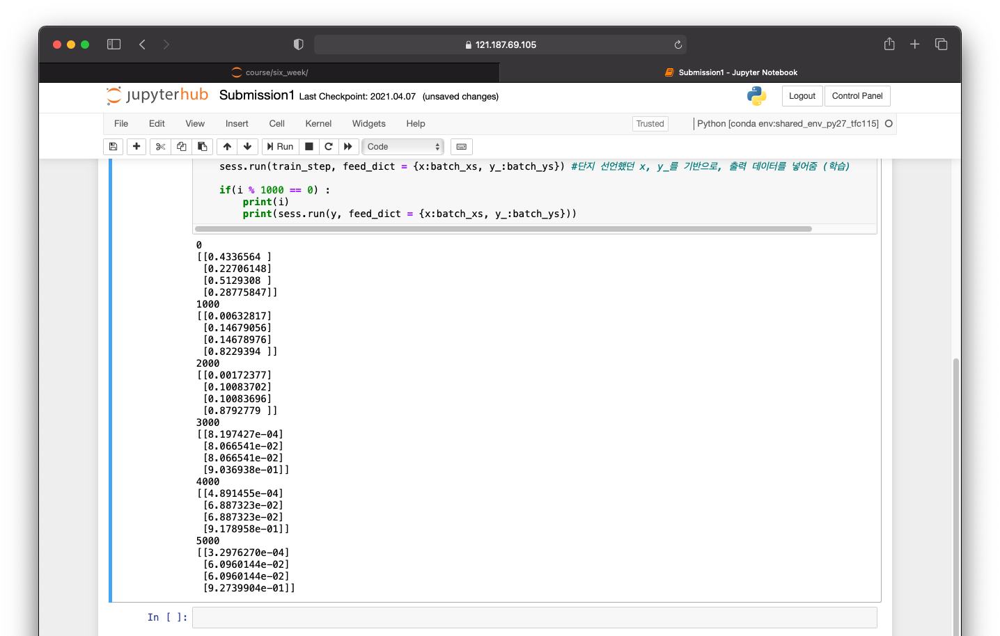 121.187.69.105
course/six_week/
Submission1 - Jupyter Notebook
jupyterhub Submission1 Last Checkpoint: 2021.04.07 (unsaved changes)
Logout Control Panel
File Edit View Insert Cell Kernel Widgets Help
Trusted Python [conda env:shared_env_py27_tfc115]
Run Code
sess.run(train_step, feed_dict = {x:batch_xs, y_:batch_ys}) #단지 선언했던 x, y_를 기반으로, 출력 데이터를 넣어줌 (학습)
if(i % 1000 == 0) :
print(i)
print(sess.run(y, feed_dict = {x:batch_xs, y_:batch_ys}))
0
[[0.4336564 ]
[0.22706148]
[0.5129308 ]
[0.28775847]]
1000
[[0.00632817]
[0.14679056]
[0.14678976]
[0.8229394 ]]
2000
[[0.00172377]
[0.10083702]
[0.10083696]
[0.8792779 ]]
3000
[[8.197427e-04]
[8.066541e-02]
[8.066541e-02]
[9.036938e-01]]
4000
[[4.891455e-04]
[6.887323e-02]
[6.887323e-02]
[9.178958e-01]]
5000
[[3.2976270e-04]
[6.0960144e-02]
[6.0960144e-02]
[9.2739904e-01]]
In [ ]: